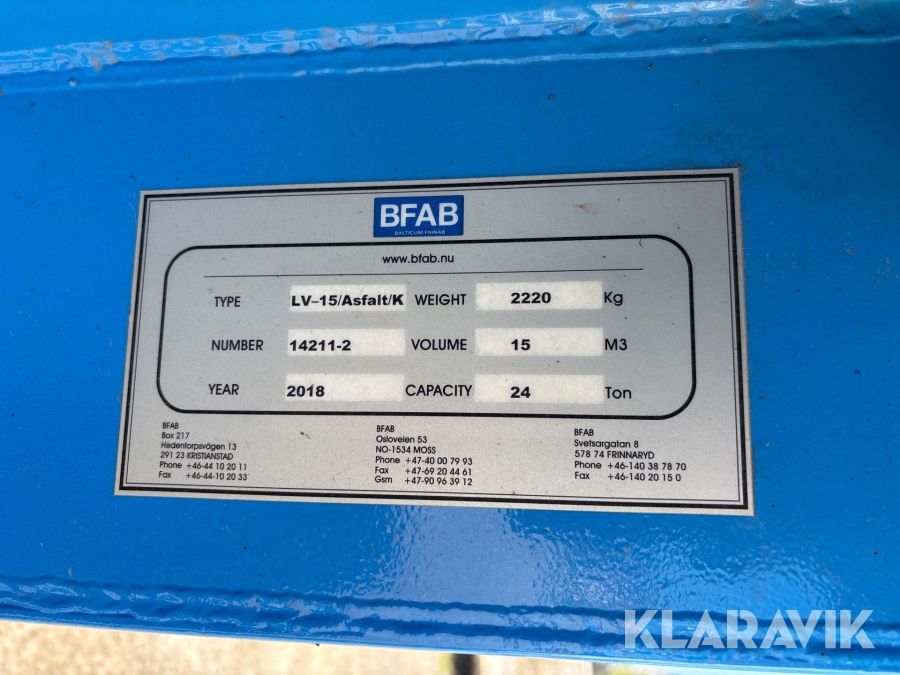 BFAB
BALTICUM FRINAB
www.bfab.nu
TYPE LV-15/Asfalt/K WEIGHT 2220 Kg
NUMBER 14211-2 VOLUME 15 M3
YEAR 2018 CAPACITY 24 Ton
BFAB
Box 217
Hedentorpsvägen 13
291 23 KRISTIANSTAD
Phone +46-44 10 20 11
Fax +46-44-10 20 33
BFAB
Osloveien 53
NO-1534 MOSS
Phone +47-40 00 79 93
Fax +47-69 20 44 61
Gsm +47-90 96 39 12
BFAB
Svetsargatan 8
578 74 FRINNARYD
Phone +46-140 38 78 70
Fax +46-140 20 15 0
KLARAVIK